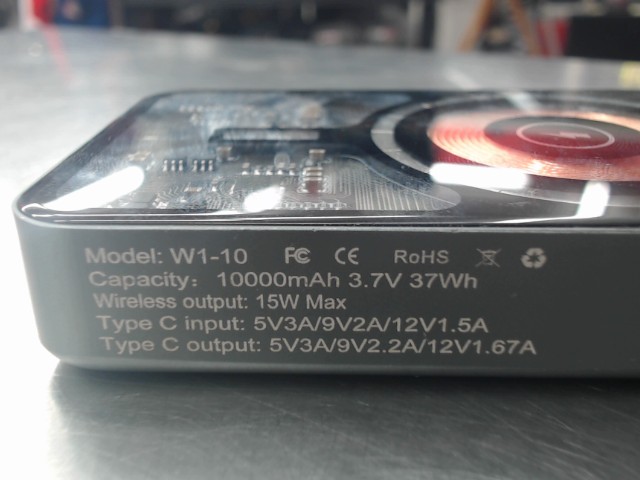 Model: W1-10 FC CE RoHS
Capacity: 10000mAh 3.7V 37Wh
Wireless output: 15W Max
Type C input: 5V3A/9V2A/12V1.5A
Type C output: 5V3A/9V2.2A/12V1.67A